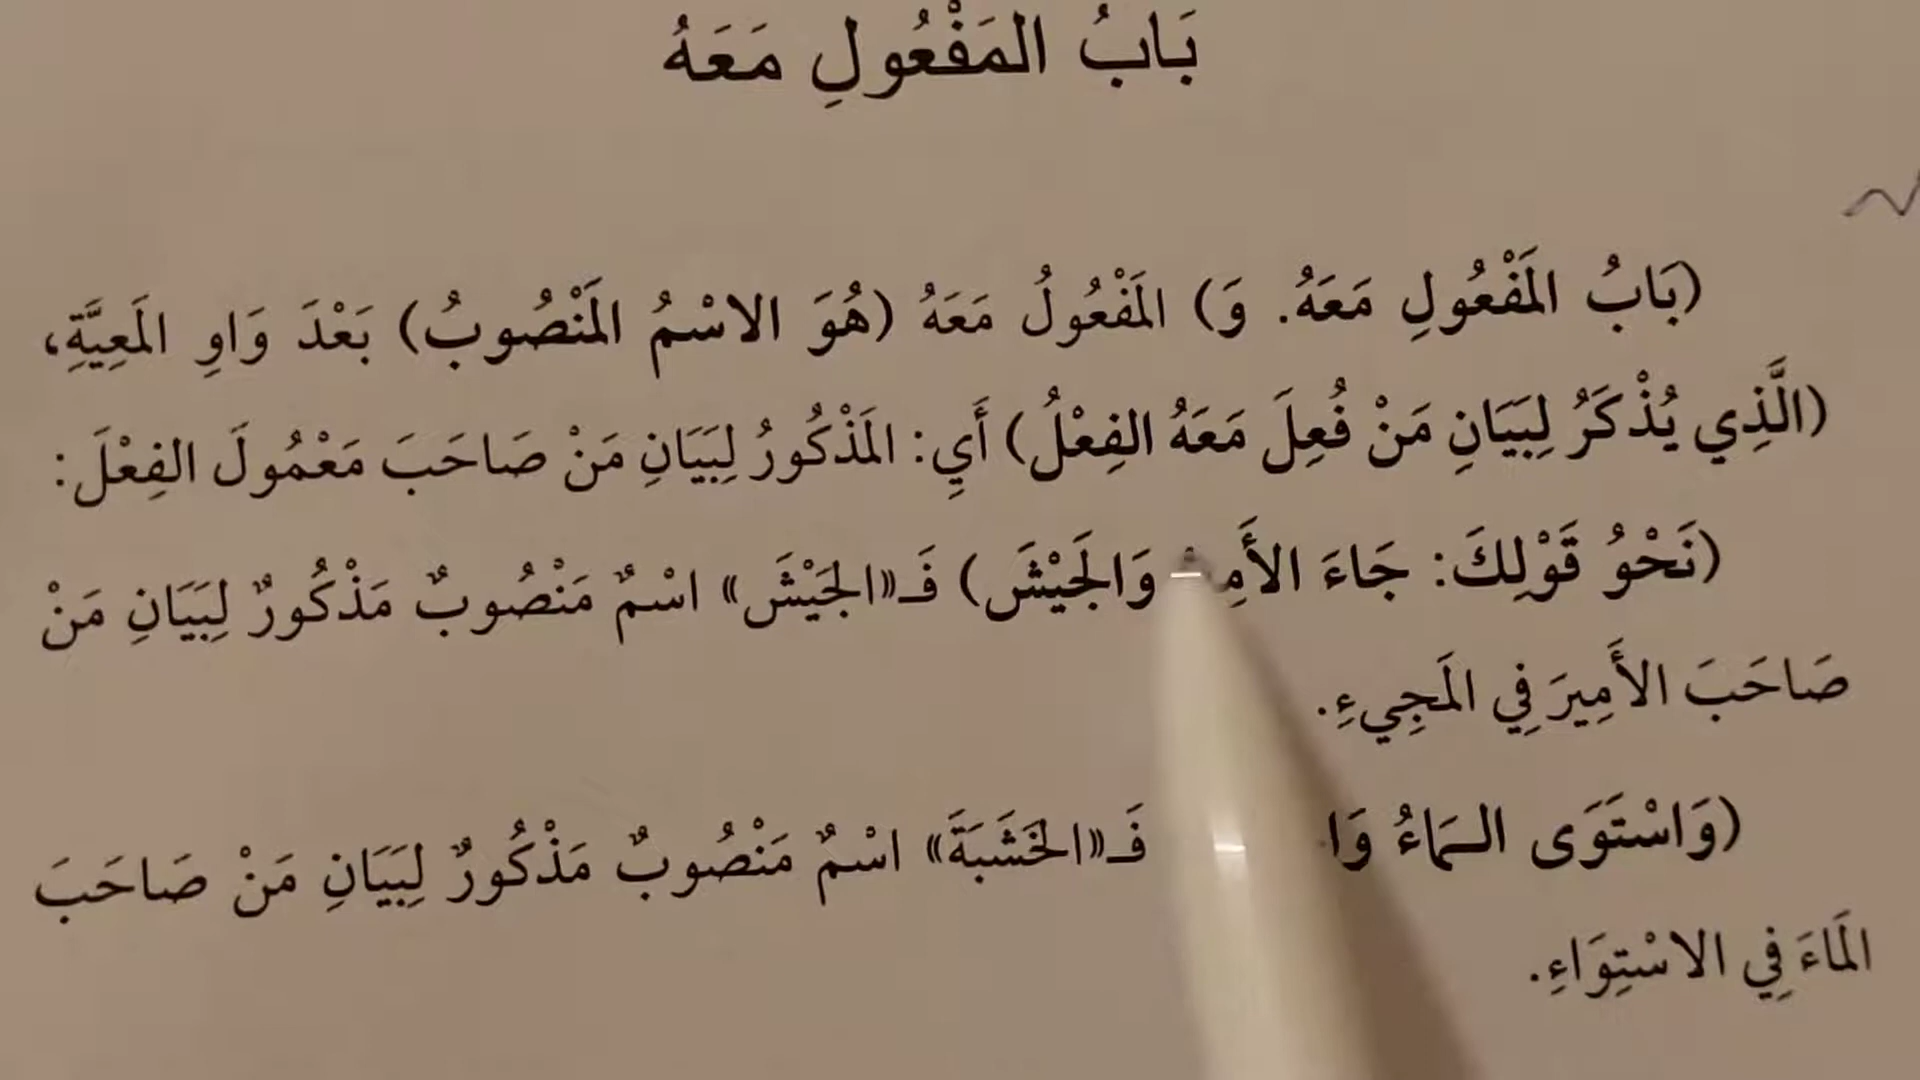 بَابُ المَفْعُولِ مَعَهُ
(بَابُ المَفْعُولِ مَعَهُ. وَ) المَفْعُولُ مَعَهُ (هُوَ الاسْمُ المَنْصُوبُ) بَعْدَ وَاوِ المَعِيَّةِ،
(الَّذِي يُذْكَرُ لِبَيَانِ مَنْ فُعِلَ مَعَهُ الفِعْلُ) أَيِ: المَذْكُورُ لِبَيَانِ مَنْ صَاحَبَ مَعْمُولَ الفِعْلَ:
(نَحْوُ قَوْلِكَ: جَاءَ وَالجَيْشَ) فَـ«الجَيْشَ» اسْمٌ مَنْصُوبٌ مَذْكُورٌ لِبَيَانِ مَنْ
صَاحَبَ الأَمِيرَ فِي المَجِيءِ.
(وَاسْتَوَى المَاءُ فَـ«الخَشَبَةَ» اسْمٌ مَنْصُوبٌ مَذْكُورٌ لِبَيَانِ مَنْ صَاحَبَ
المَاءَ فِي الاسْتِوَاءِ.